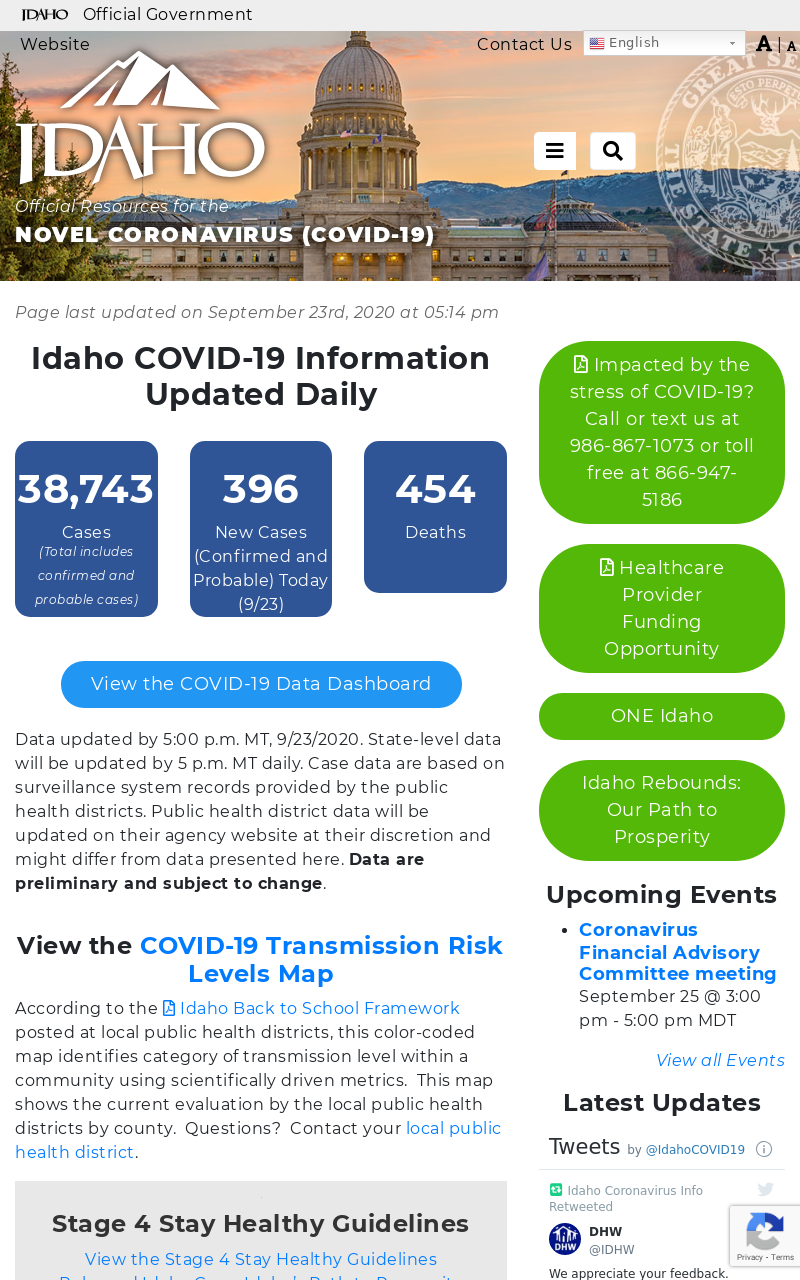 IDAHO Official Government
Website
Contact Us
English
A | A
IDAHO
GREAT SEAL
ESTO PERPETUA
THE STATE
Official Resources for the
NOVEL CORONAVIRUS (COVID-19)
Page last updated on September 23rd, 2020 at 05:14 pm
Idaho COVID-19 Information
Updated Daily
38,743
Cases
(Total includes
confirmed and
probable cases)
396
New Cases
(Confirmed and
Probable) Today
(9/23)
454
Deaths
View the COVID-19 Data Dashboard
Data updated by 5:00 p.m. MT, 9/23/2020. State-level data
will be updated by 5 p.m. MT daily. Case data are based on
surveillance system records provided by the public
health districts. Public health district data will be
updated on their agency website at their discretion and
might differ from data presented here. Data are
preliminary and subject to change.
View the COVID-19 Transmission Risk
Levels Map
According to the Idaho Back to School Framework
posted at local public health districts, this color-coded
map identifies category of transmission level within a
community using scientifically driven metrics.  This map
shows the current evaluation by the local public health
districts by county.  Questions?  Contact your local public
health district.
Stage 4 Stay Healthy Guidelines
View the Stage 4 Stay Healthy Guidelines
Impacted by the
stress of COVID-19?
Call or text us at
986-867-1073 or toll
free at 866-947-
5186
Healthcare
Provider
Funding
Opportunity
ONE Idaho
Idaho Rebounds:
Our Path to
Prosperity
Upcoming Events
Coronavirus
Financial Advisory
Committee meeting
September 25 @ 3:00
pm - 5:00 pm MDT
View all Events
Latest Updates
Tweets by @IdahoCOVID19
Idaho Coronavirus Info
Retweeted
DHW
DHW
@IDHW
We appreciate your feedback.
Privacy - Terms